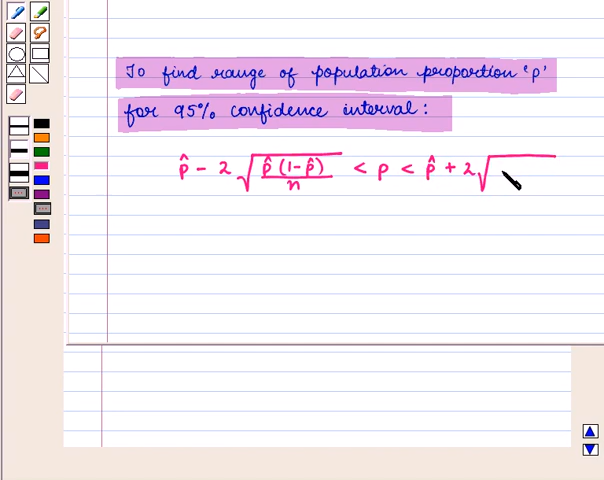 To find range of population proportion 'p'
for 95% confidence interval:
p̂ - 2 √(p̂(1-p̂)/n) < p < p̂ + 2 √